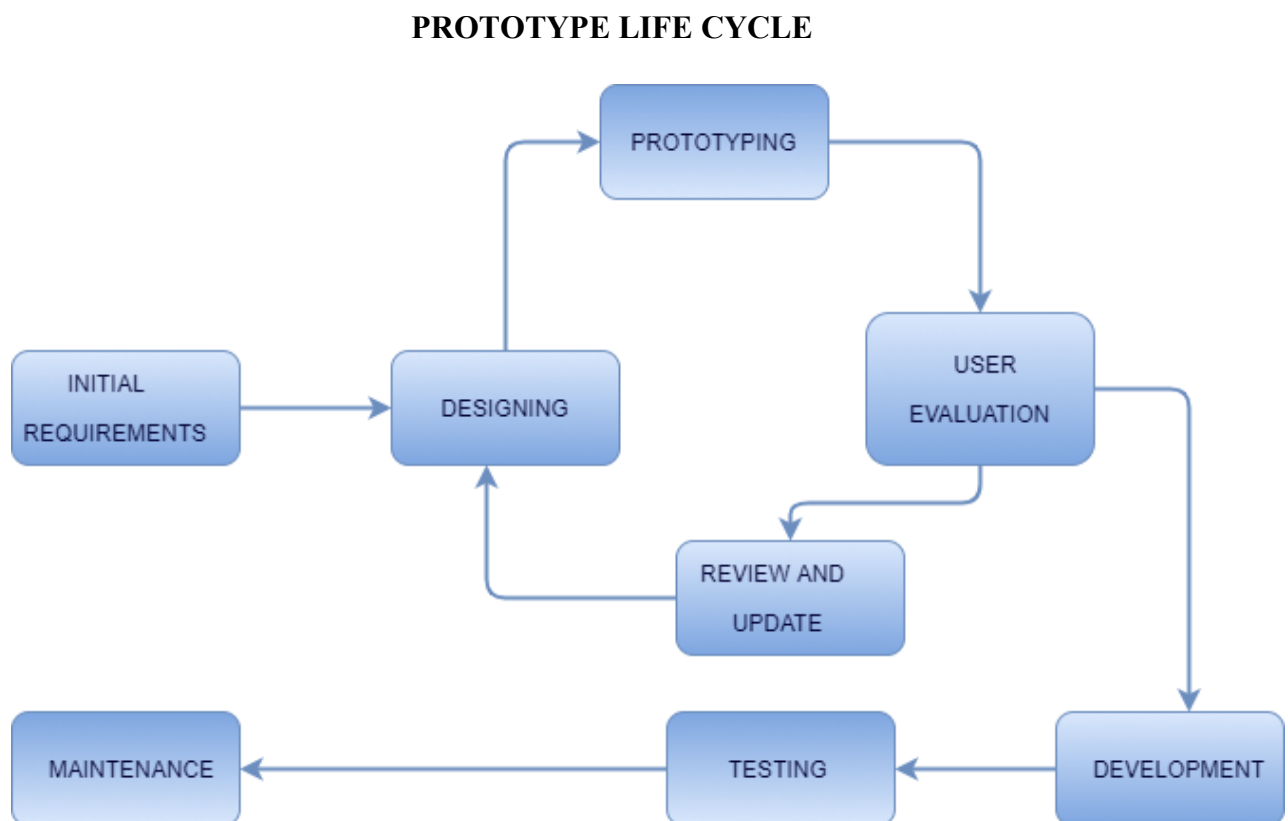 PROTOTYPE LIFE CYCLE
PROTOTYPING
INITIAL
REQUIREMENTS
DESIGNING
USER
EVALUATION
REVIEW AND
UPDATE
MAINTENANCE
TESTING
DEVELOPMENT